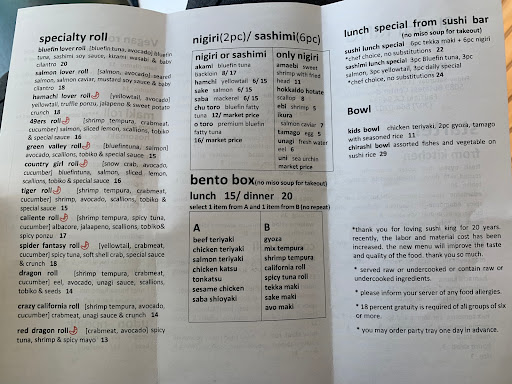 specialty roll
bluefin lover roll [bluefin tuna, avocado] bluefin
tuna, sashimi soy sauce, kizami wasabi & baby
cilantro 20
salmon lover roll [salmon, avocado] seared
salmon, salmon caviar, mustard soy sauce & baby
cilantro 18
hamachi lover roll [yellowtail, avocado]
yellowtail, truffle ponzu, jalapeno & sweet potato
crunch 18
49ers roll [shrimp tempura, crabmeat,
cucumber] salmon, sliced lemon, scallions, tobiko
& special sauce 16
green valley roll [bluefintuna, salmon]
avocado, scallions, tobiko & special sauce 15
country girl roll [snow crab, avocado,
cucumber] bluefintuna, salmon, sliced, lemon,
scallions, tobiko & special sauce 16
tiger roll [shrimp tempura, crabmeat,
cucumber] shrimp, avocado, scallions, tobiko &
special sauce 15
caliente roll [shrimp tempura, spicy tuna,
cucumber] albacore, jalapeno, scallions, tobiko&
spicy ponzu 17
spider fantasy roll [yellowtail, crabmeat,
cucumber] spicy tuna, soft shell crab, special sauce
& crunch 18
dragon roll [shrimp tempura, crabmeat,
cucumber] eel, avocado, unagi sauce, scallions,
tobiko & seeds 14
crazy california roll [shrimp tempura, avocado,
crabmeat] crabmeat, unagi sauce & crunch 14
red dragon roll [crabmeat, avocado] spicy
tuna, shrimp & spicy mayo 13
nigiri(2pc)/ sashimi(6pc)
nigiri or sashimi
akami bluefin tuna
backloin 8/ 17
hamchi yellowtail 6/ 15
sake salmon 6/ 15
saba mackerel 6/ 15
chu toro bluefin fatty
tuna 12/ market price
o toro premium bluefin
fatty tuna
16/ market price
only nigiri
amaebi sweet
shrimp with fried
head 11
hokkaido hotate
scallop 8
ebi shrimp 5
ikura
salmon caviar 7
tamago egg 5
unagi fresh water
eel 6
uni sea urchin
market price
bento box(no miso soup for takeout)
lunch 15/ dinner 20
select 1 item from A and 1 item from B (no repeat)
A
beef teriyaki
chicken teriyaki
salmon teriyaki
chicken katsu
tonkatsu
sesame chicken
saba shioyaki
B
gyoza
mix tempura
shrimp tempura
california roll
spicy tuna roll
tekka maki
sake maki
avo maki
lunch special from sushi bar
(no miso soup for takeout)
sushi lunch special 6pc tekka maki + 6pc nigiri
*chef choice, no substitutions 22
sashimi lunch special 3pc Bluefin tuna, 3pc
salmon, 3pc yellowtail, 1uc daily special
*chef choice, no substitutions 24
Bowl
kids bowl chicken teriyaki, 2pc gyoza, tamago
with seasoned rice 11
chirashi bowl assorted fishes and vegetable on
sushi rice 29
*thank you for loving sushi king for 20 years.
recently, the labor and material cost has been
increased. the new menu will improve the taste
and quality of the food. thank you so much.
* served raw or undercooked or contain raw or
undercooked ingredients.
* please inform your server of any food allergies.
* 18 percent gratuity is required of all groups of six
or more.
* you may order party tray one day in advance.